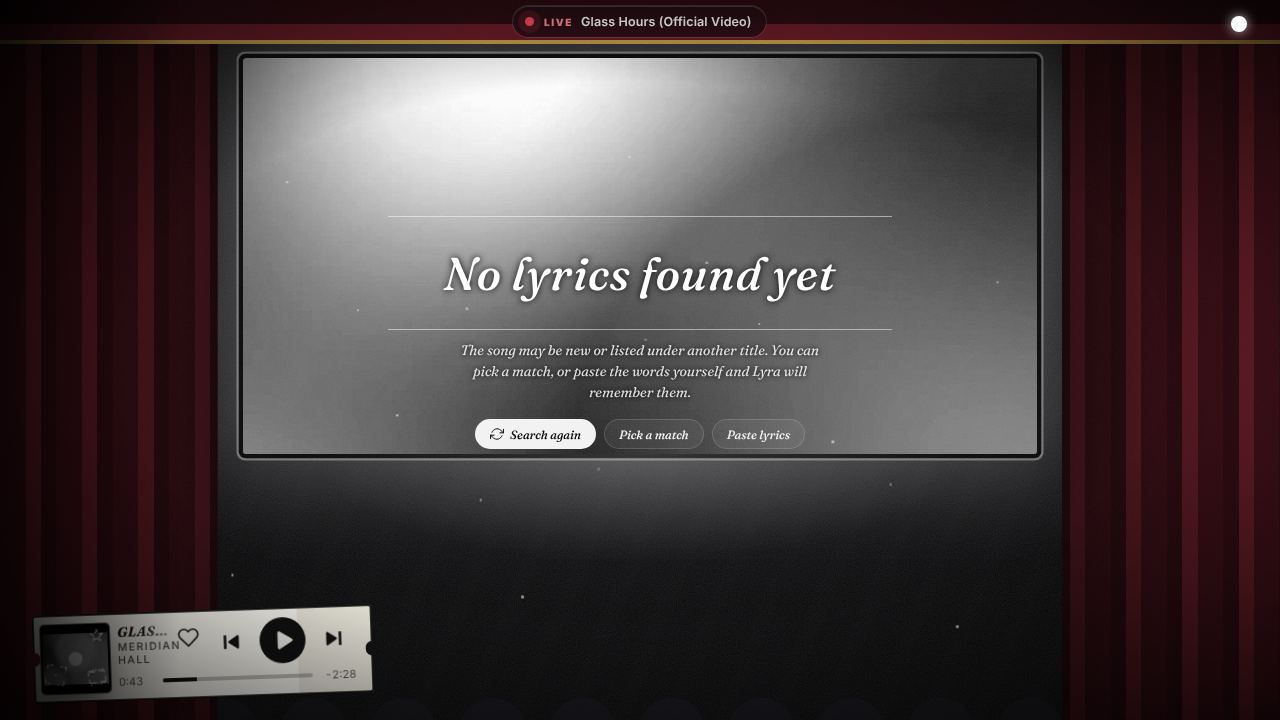 LIVE Glass Hours (Official Video)
No lyrics found yet
The song may be new or listed under another title. You can
pick a match, or paste the words yourself and Lyra will
remember them.
Search again
Pick a match
Paste lyrics
GLAS...
MERIDIAN
HALL
0:43
-2:28